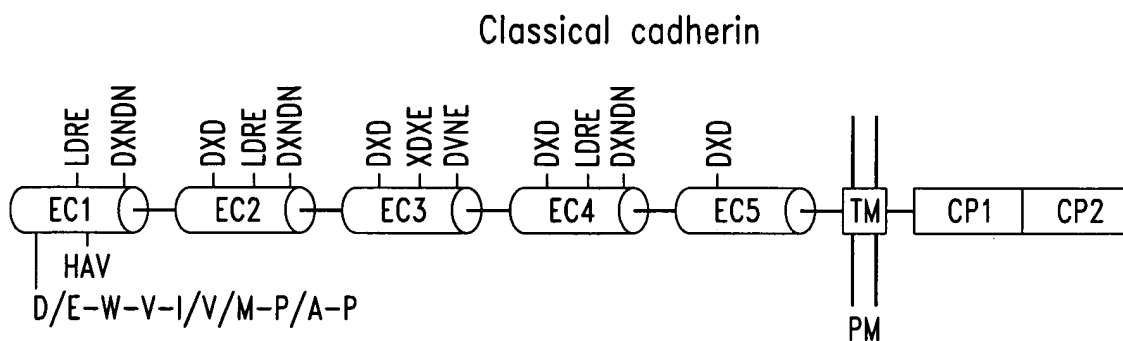 Classical cadherin
LDRE DXNDN DXD LDRE DXNDN DXD XDXE DVNE DXD LDRE DXNDN DXD
EC1 EC2 EC3 EC4 EC5 TM CP1 CP2
HAV
D/E-W-V-I/V/M-P/A-P
PM